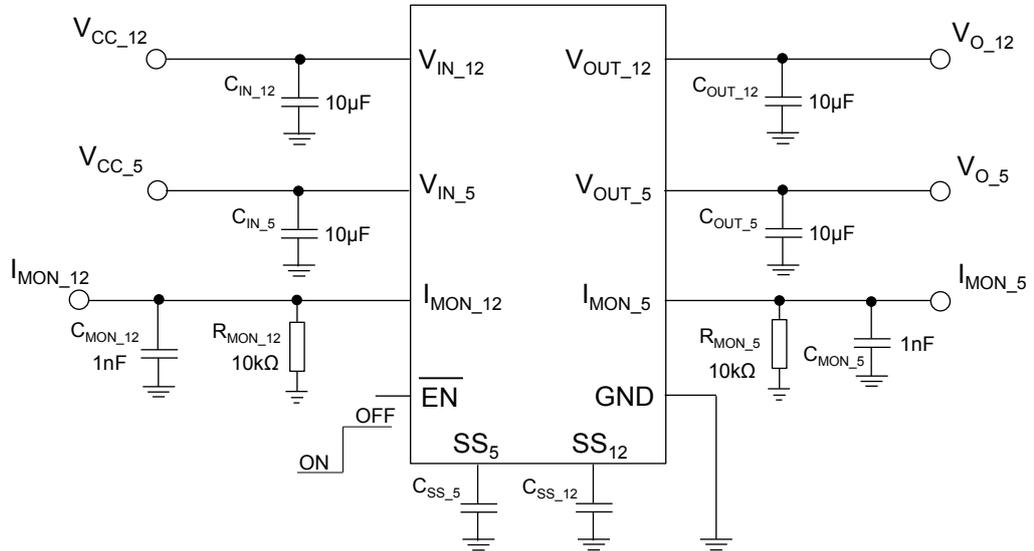 V_CC_12
C_IN_12
10µF
V_IN_12
V_OUT_12
C_OUT_12
10µF
V_O_12
V_CC_5
C_IN_5
10µF
V_IN_5
V_OUT_5
C_OUT_5
10µF
V_O_5
I_MON_12
C_MON_12
1nF
R_MON_12
10kΩ
I_MON_12
I_MON_5
R_MON_5
10kΩ
C_MON_5
1nF
I_MON_5
E̅N̅
GND
OFF
ON
SS_5
SS_12
C_SS_5
C_SS_12